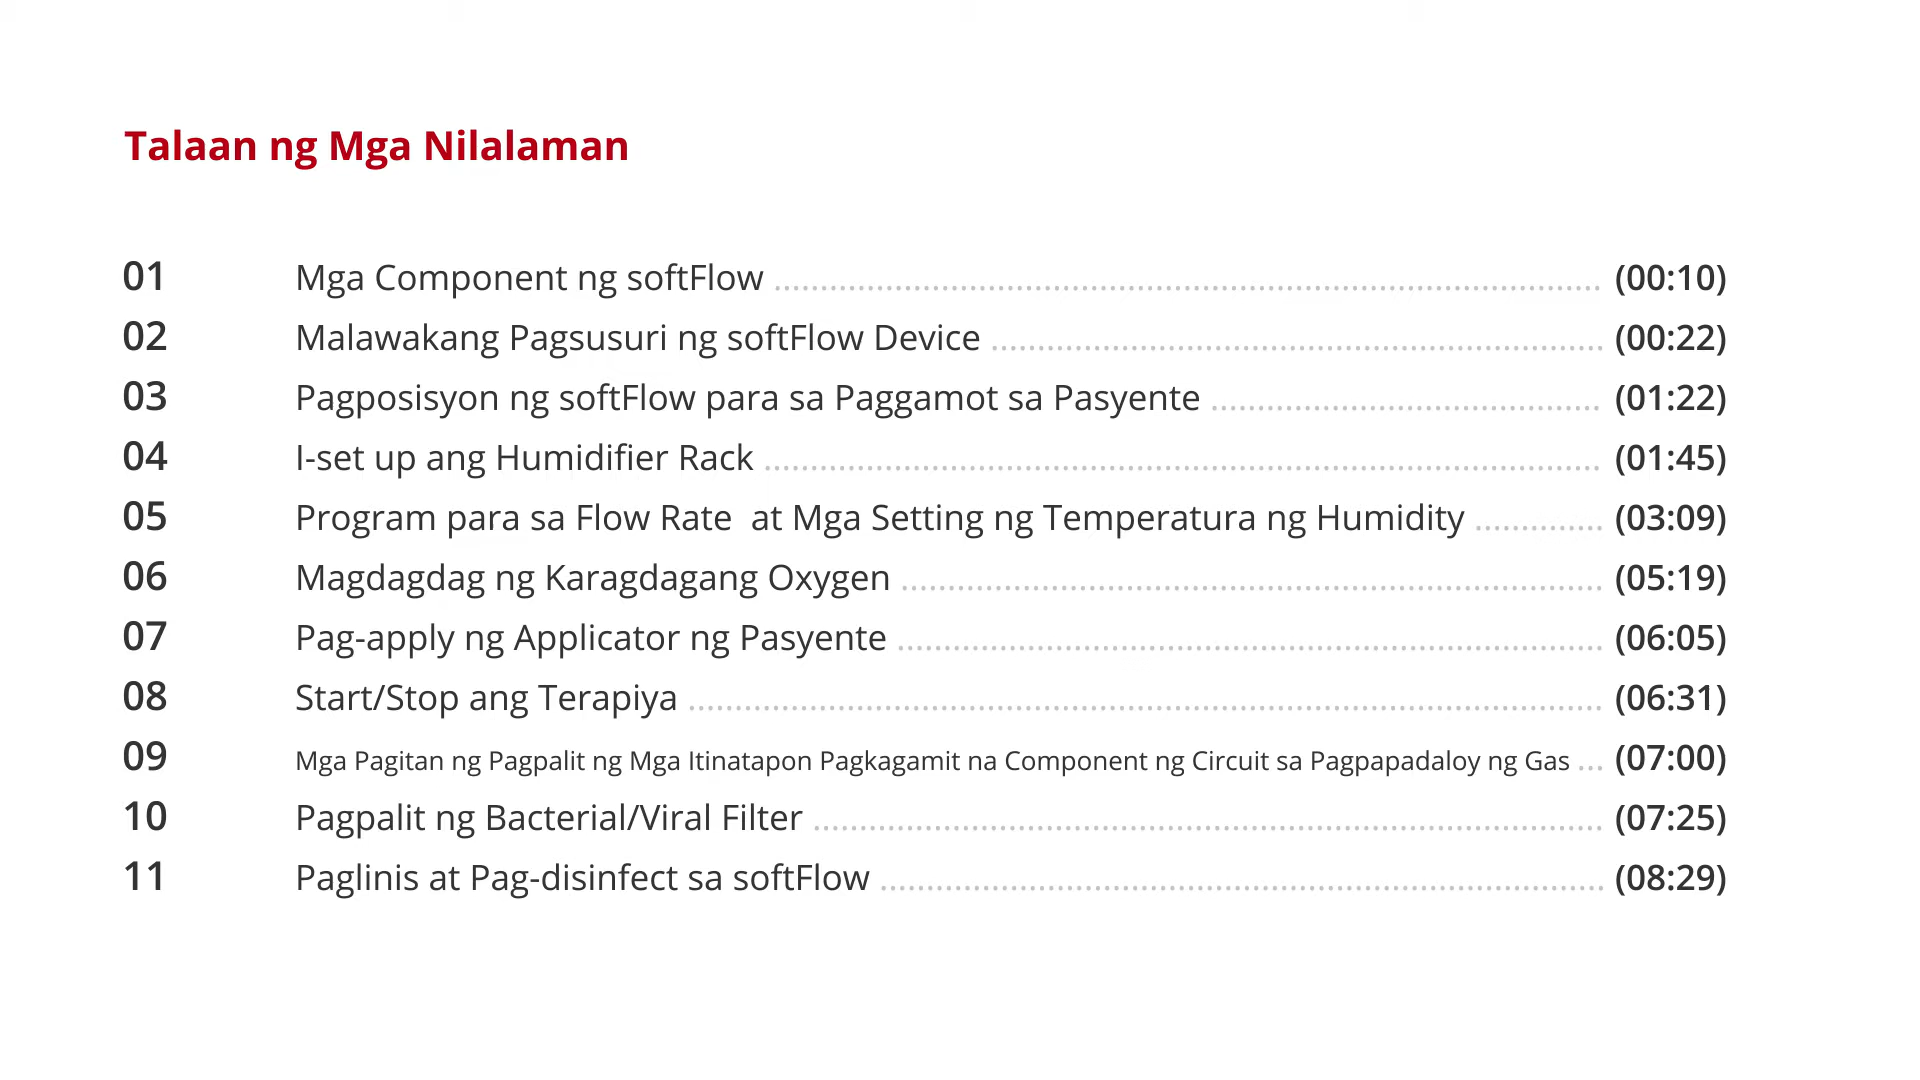 Talaan ng Mga Nilalaman
01 Mga Component ng softFlow (00:10)
02 Malawakang Pagsusuri ng softFlow Device (00:22)
03 Pagposisyon ng softFlow para sa Paggamot sa Pasyente (01:22)
04 I-set up ang Humidifier Rack (01:45)
05 Program para sa Flow Rate  at Mga Setting ng Temperatura ng Humidity (03:09)
06 Magdagdag ng Karagdagang Oxygen (05:19)
07 Pag-apply ng Applicator ng Pasyente (06:05)
08 Start/Stop ang Terapiya (06:31)
09 Mga Pagitan ng Pagpalit ng Mga Itinatapon Pagkagamit na Component ng Circuit sa Pagpapadaloy ng Gas (07:00)
10 Pagpalit ng Bacterial/Viral Filter (07:25)
11 Paglinis at Pag-disinfect sa softFlow (08:29)